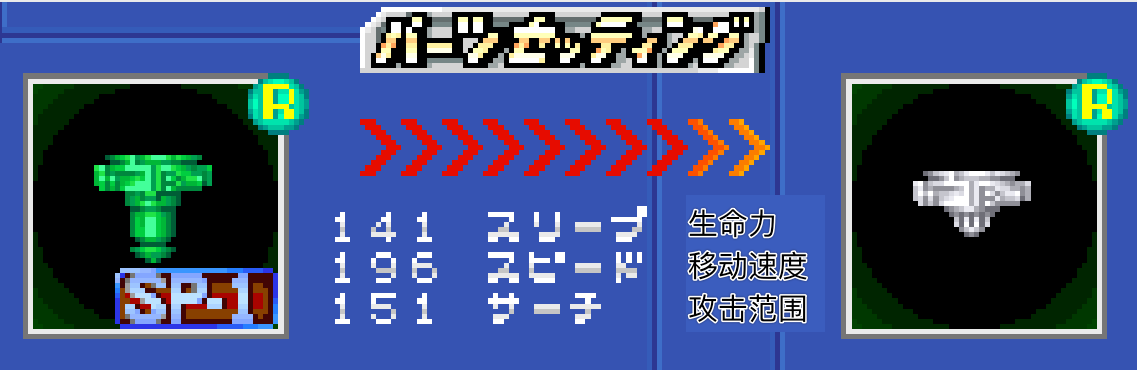 パーツセッティング
R
R
SP-1
141 スリープ 生命力
196 スピード 移动速度
151 サーチ 攻击范围